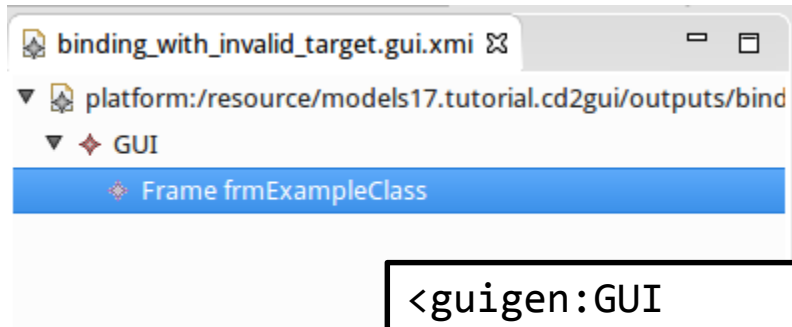 binding_with_invalid_target.gui.xmi
platform:/resource/models17.tutorial.cd2gui/outputs/bind
GUI
Frame frmExampleClass
<guigen:GUI